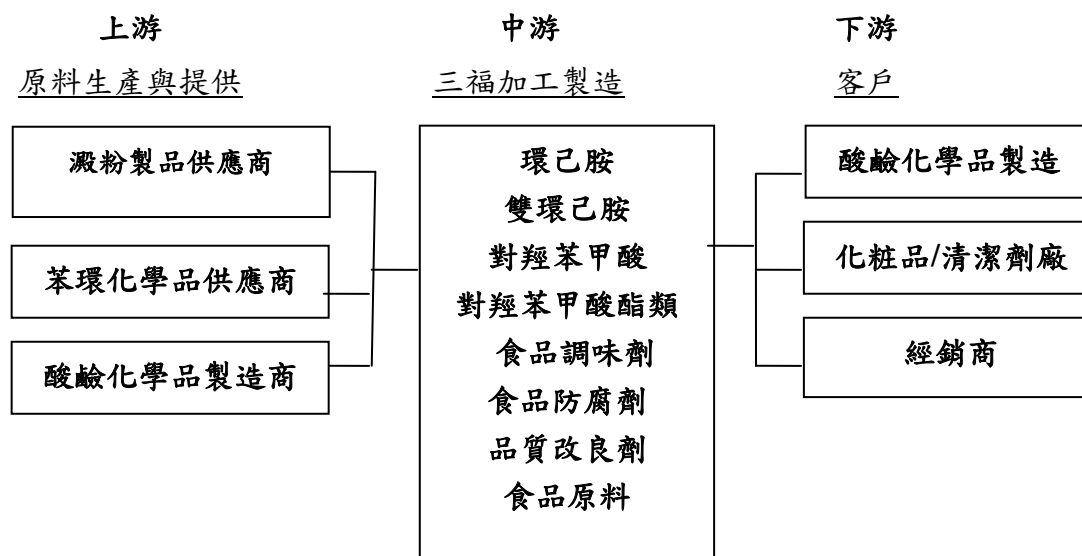 上游
中游
下游
原料生產與提供
三福加工製造
客戶
澱粉製品供應商
苯環化學品供應商
酸鹼化學品製造商
環己胺
雙環己胺
對羥苯甲酸
對羥苯甲酸酯類
食品調味劑
食品防腐劑
品質改良劑
食品原料
酸鹼化學品製造
化粧品/清潔劑廠
經銷商